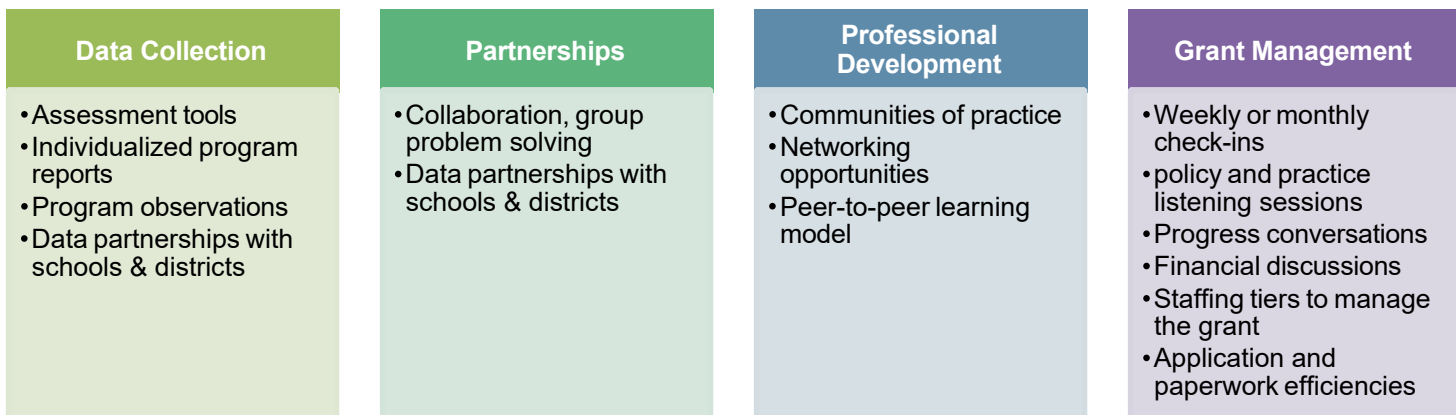 Data Collection
•Assessment tools
•Individualized program
reports
•Program observations
•Data partnerships with
schools & districts
Partnerships
•Collaboration, group
problem solving
•Data partnerships with
schools & districts
Professional
Development
•Communities of practice
•Networking
opportunities
•Peer-to-peer learning
model
Grant Management
•Weekly or monthly
check-ins
•policy and practice
listening sessions
•Progress conversations
•Financial discussions
•Staffing tiers to manage
the grant
•Application and
paperwork efficiencies